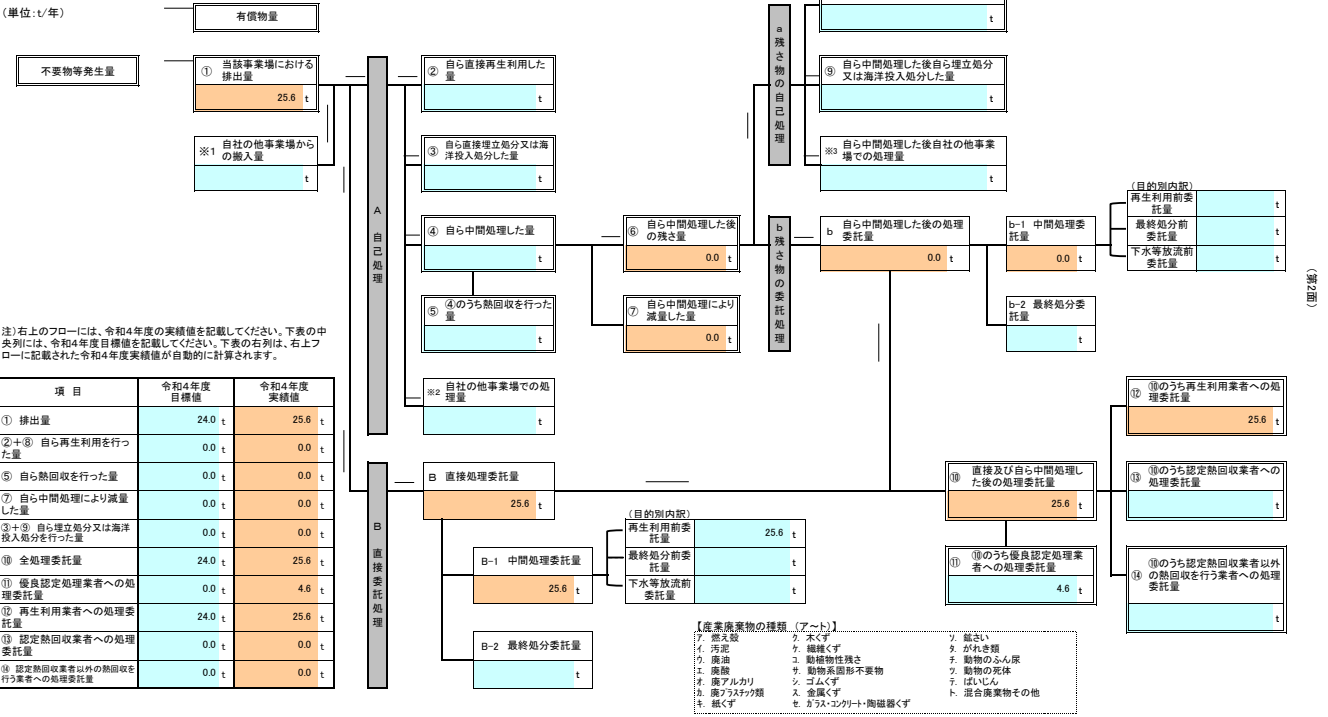 (単位:t/年)
有償物量
不要物等発生量
① 当該事業場における
排出量
25.6 t
※1 自社の他事業場から
の搬入量
t
A 自己処理
② 自ら直接再生利用した
量
t
③ 自ら直接埋立処分又は海
洋投入処分した量
t
④ 自ら中間処理した量
t
⑤ ④のうち熱回収を行った
量
t
※2 自社の他事業場での処
理量
t
⑥ 自ら中間処理した後
の残さ量
0.0 t
⑦ 自ら中間処理により
減量した量
0.0 t
a 残さ物の自己処理
t
⑨ 自ら中間処理した後自ら埋立処分
又は海洋投入処分した量
t
※3 自ら中間処理した後自社の他事業
場での処理量
t
b 残さ物の委託処理
b 自ら中間処理した後の処理
委託量
0.0 t
b-1 中間処理委
託量
0.0 t
b-2 最終処分委
託量
t
(目的別内訳)
再生利用前委
託量 t
最終処分前
委託量 t
下水等放流前
委託量 t
(第2面)
注)右上のフローには、令和4年度の実績値を記載してください。下表の中
央列には、令和4年度目標値を記載してください。下表の右列は、右上フ
ローに記載された令和4年度実績値が自動的に計算されます。
項 目 令和4年度
目標値 令和4年度
実績値
① 排出量 24.0 t 25.6 t
②+⑧ 自ら再生利用を行っ
た量 0.0 t 0.0 t
⑤ 自ら熱回収を行った量 0.0 t 0.0 t
⑦ 自ら中間処理により減量
した量 0.0 t 0.0 t
③+⑨ 自ら埋立処分又は海洋
投入処分を行った量 0.0 t 0.0 t
⑩ 全処理委託量 24.0 t 25.6 t
⑪ 優良認定処理業者への処
理委託量 0.0 t 4.6 t
⑫ 再生利用業者への処理委
託量 24.0 t 25.6 t
⑬ 認定熱回収業者への処理
委託量 0.0 t 0.0 t
⑭ 認定熱回収業者以外の熱回収を
行う業者への処理委託量 0.0 t 0.0 t
B 直接委託処理
B 直接処理委託量
25.6 t
B-1 中間処理委託量
25.6 t
B-2 最終処分委託量
t
(目的別内訳)
再生利用前委
託量 25.6 t
最終処分前委
託量 t
下水等放流前
委託量 t
⑩ 直接及び自ら中間処理し
た後の処理委託量
25.6 t
⑪ ⑩のうち優良認定処理業
者への処理委託量
4.6 t
⑫ ⑩のうち再生利用業者への処
理委託量
25.6 t
⑬ ⑩のうち認定熱回収業者への
処理委託量
t
⑭ ⑩のうち認定熱回収業者以外
の熱回収を行う業者への処理
委託量
t
【産業廃棄物の種類 (ア~ト)】
ア. 燃え殻 ク. 木くず ソ. 鉱さい
イ. 汚泥 ケ. 繊維くず タ. がれき類
ウ. 廃油 コ. 動植物性残さ チ. 動物のふん尿
エ. 廃酸 サ. 動物系固形不要物 ツ. 動物の死体
オ. 廃アルカリ シ. ゴムくず テ. ばいじん
カ. 廃プラスチック類 ス. 金属くず ト. 混合廃棄物その他
キ. 紙くず セ. ガラス・コンクリート・陶磁器くず